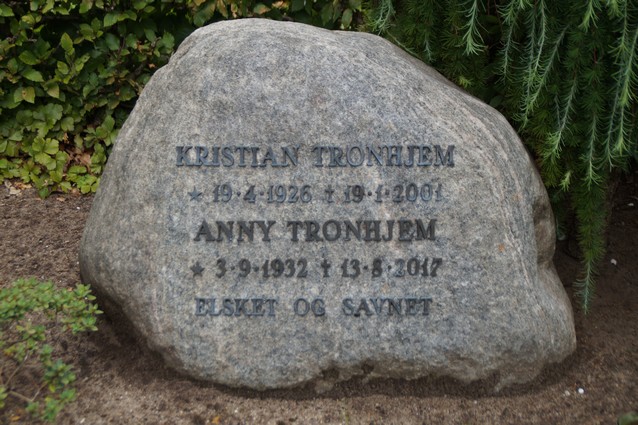 KRISTIAN TRONHJEM
★ 19·4·1926 ✝ 19·1·2001
ANNY TRONHJEM
★ 3·9·1932 ✝ 13·8·2017
ELSKET OG SAVNET